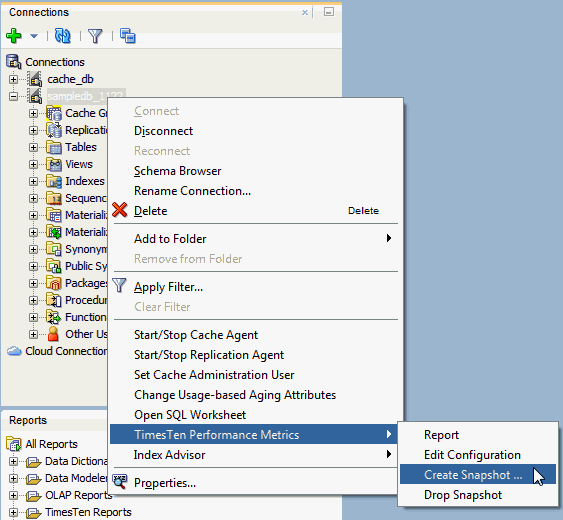 Connections
Connections
cache_db
sampledb_1122
Cache Gr
Replicatio
Tables
Views
Indexes
Sequenc
Materializ
Materializ
Synonym
Public Sy
Packages
Procedur
Function
Other Us
Cloud Connection
Connect
Disconnect
Reconnect
Schema Browser
Rename Connection...
Delete Delete
Add to Folder
Remove from Folder
Apply Filter...
Clear Filter
Start/Stop Cache Agent
Start/Stop Replication Agent
Set Cache Administration User
Change Usage-based Aging Attributes
Open SQL Worksheet
TimesTen Performance Metrics
Index Advisor
Properties...
Report
Edit Configuration
Create Snapshot ...
Drop Snapshot
Reports
All Reports
Data Dictiona
Data Modeler
OLAP Reports
TimesTen Reports